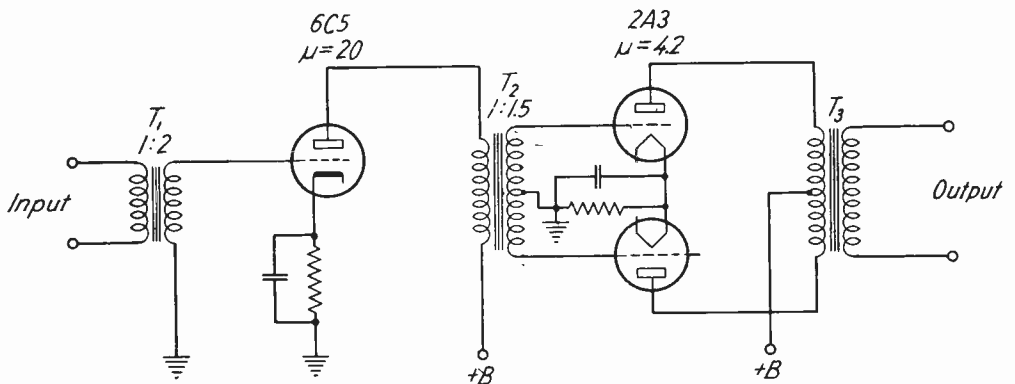 6C5
μ=20
2A3
μ=4.2
T1
1:2
T2
1:1.5
T3
Input
Output
+B
+B